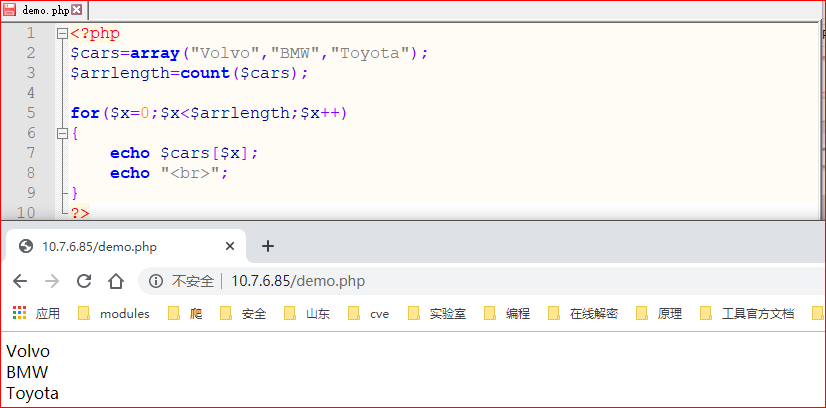 demo.php
1 <?php
2 $cars=array("Volvo","BMW","Toyota");
3 $arrlength=count($cars);
4
5 for($x=0;$x<$arrlength;$x++)
6 {
7 echo $cars[$x];
8 echo "<br>";
9 }
10 ?>
10.7.6.85/demo.php
不安全 10.7.6.85/demo.php
应用 modules 爬 安全 山东 cve 实验室 编程 在线解密 原理 工具官方文档
Volvo
BMW
Toyota